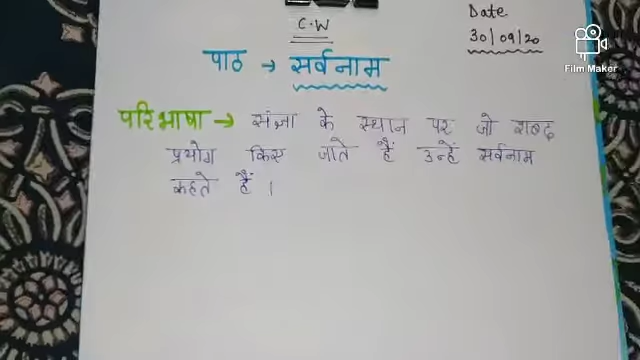 C.W
Date
30/09/20
पाठ → सर्वनाम
परिभाषा → संज्ञा के स्थान पर जो शब्द
प्रयोग किए जाते हैं उन्हें सर्वनाम
कहते हैं ।
Film Maker